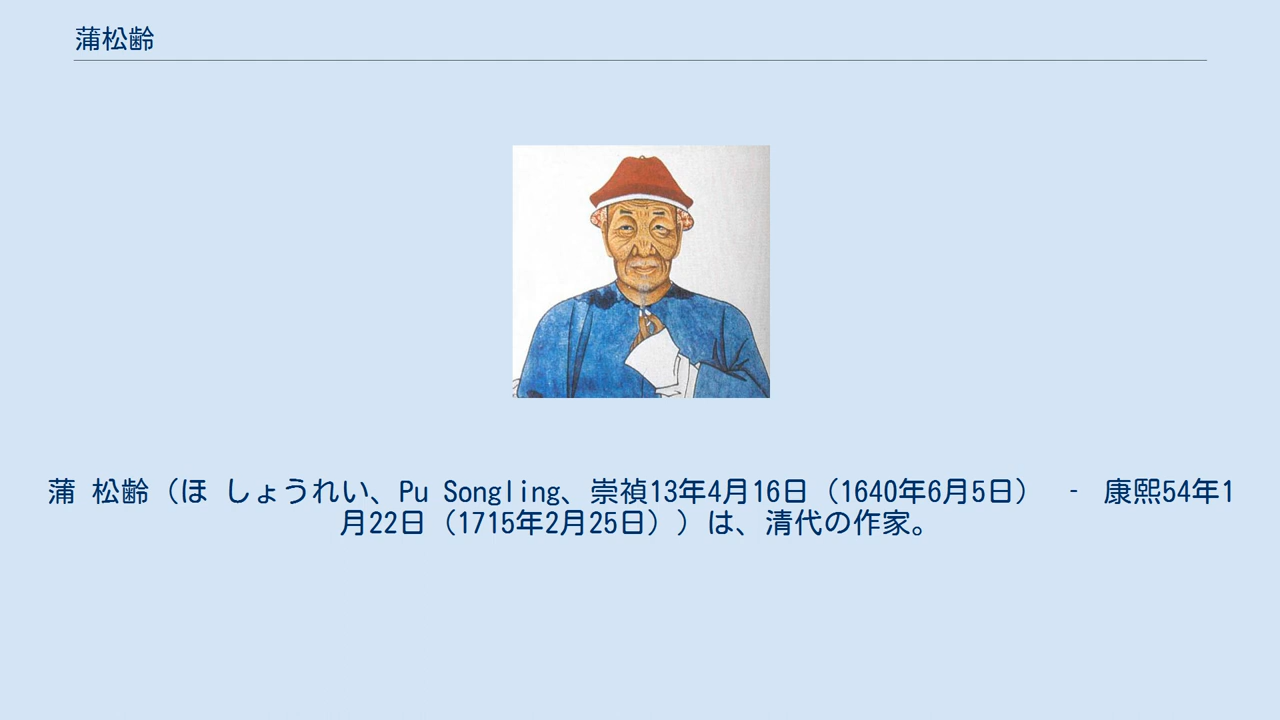 蒲松齢
蒲 松齢（ほ しょうれい、Pu Songling、崇禎13年4月16日（1640年6月5日） - 康熙54年1
月22日（1715年2月25日））は、清代の作家。